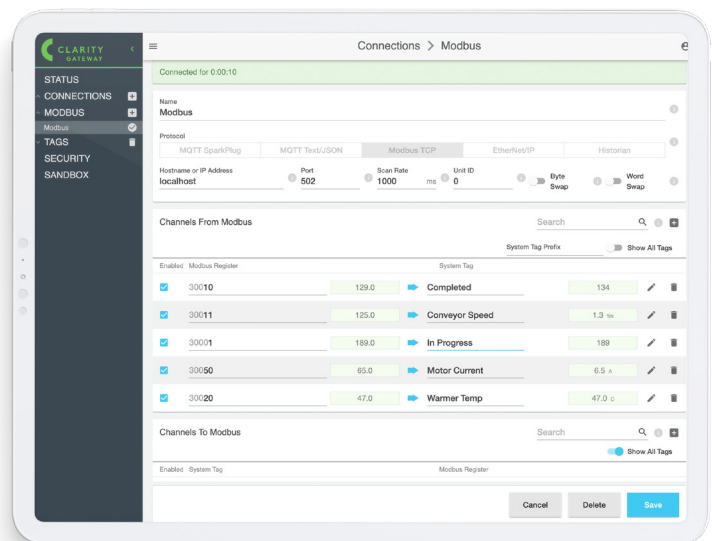 CLARITY
GATEWAY
Connections > Modbus
STATUS
CONNECTIONS
MODBUS
Modbus
TAGS
SECURITY
SANDBOX
Connected for 0:00:10
Name
Modbus
Protocol
MQTT SparkPlug MQTT Text/JSON Modbus TCP EtherNet/IP Historian
Hostname or IP Address Port Scan Rate Unit ID
localhost 502 1000 ms 0 Byte Swap Word Swap
Channels From Modbus Search
System Tag Prefix Show All Tags
Enabled Modbus Register System Tag
30010 129.0 Completed 134
30011 125.0 Conveyor Speed 1.3
30001 189.0 In Progress 189
30050 65.0 Motor Current 6.5 A
30020 47.0 Warmer Temp 47.0
Channels To Modbus Search
Show All Tags
Enabled System Tag Modbus Register
Cancel Delete Save